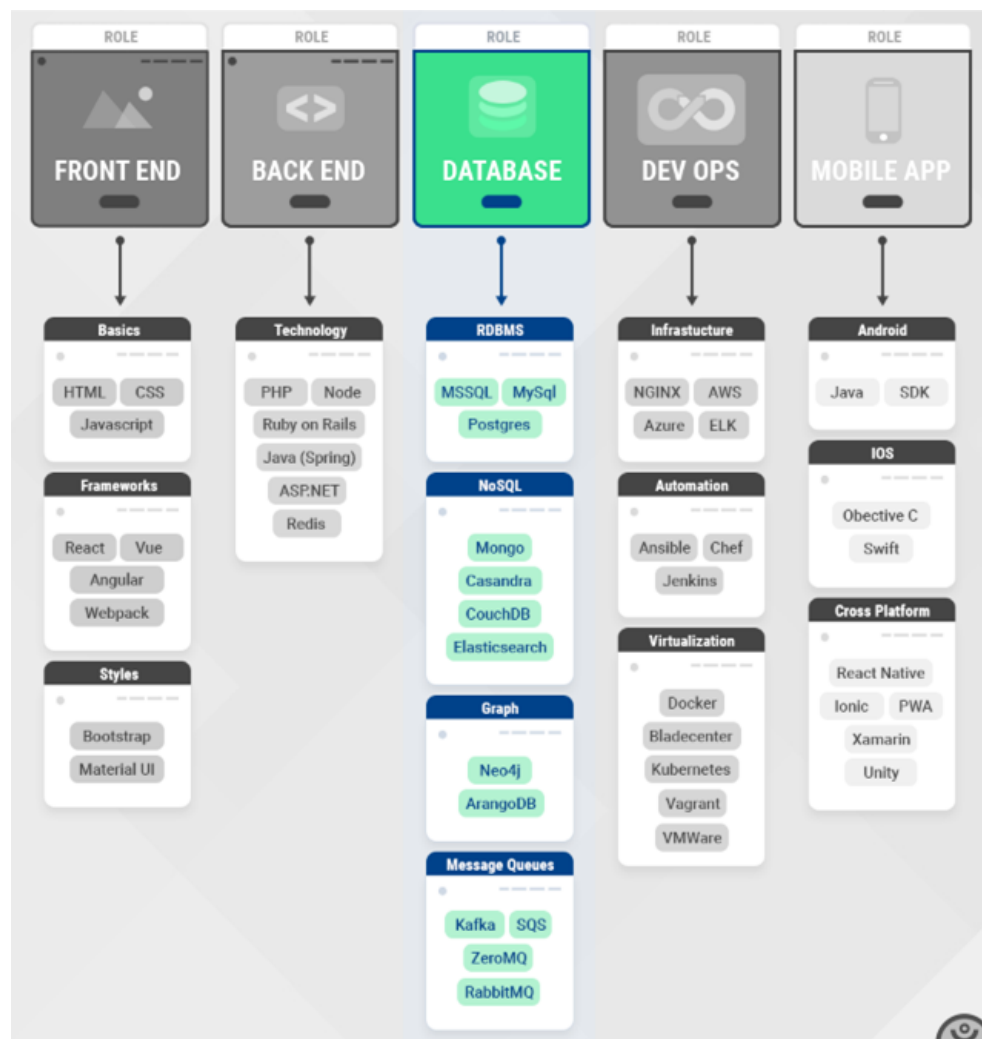 ROLE
FRONT END
Basics
HTML CSS
Javascript
Frameworks
React Vue
Angular
Webpack
Styles
Bootstrap
Material UI
ROLE
BACK END
Technology
PHP Node
Ruby on Rails
Java (Spring)
ASP.NET
Redis
ROLE
DATABASE
RDBMS
MSSQL MySql
Postgres
NoSQL
Mongo
Casandra
CouchDB
Elasticsearch
Graph
Neo4j
ArangoDB
Message Queues
Kafka SQS
ZeroMQ
RabbitMQ
ROLE
DEV OPS
Infrastucture
NGINX AWS
Azure ELK
Automation
Ansible Chef
Jenkins
Virtualization
Docker
Bladecenter
Kubernetes
Vagrant
VMWare
ROLE
MOBILE APP
Android
Java SDK
IOS
Obective C
Swift
Cross Platform
React Native
Ionic PWA
Xamarin
Unity